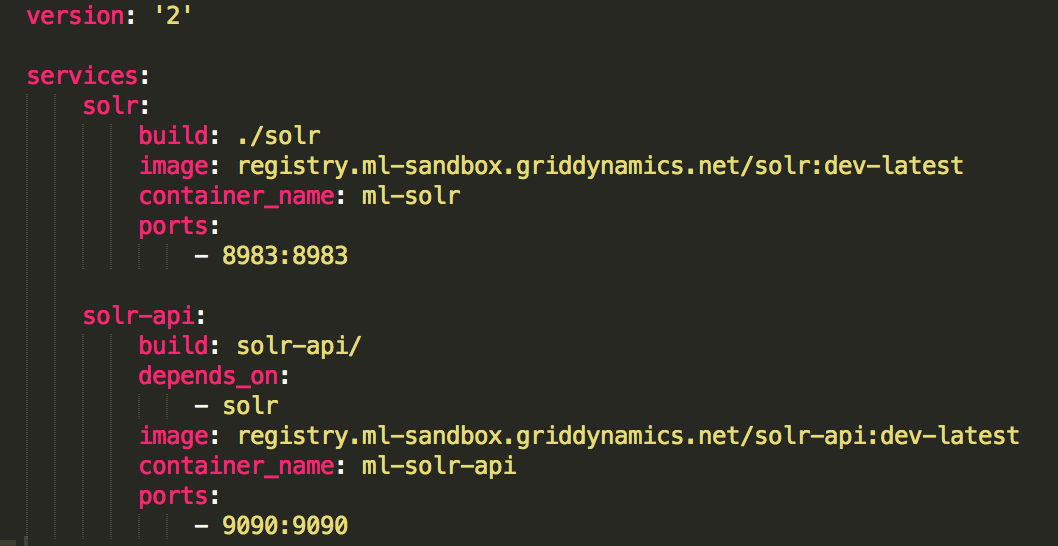 version: '2'
services:
solr:
build: ./solr
image: registry.ml-sandbox.griddynamics.net/solr:dev-latest
container_name: ml-solr
ports:
- 8983:8983
solr-api:
build: solr-api/
depends_on:
- solr
image: registry.ml-sandbox.griddynamics.net/solr-api:dev-latest
container_name: ml-solr-api
ports:
- 9090:9090